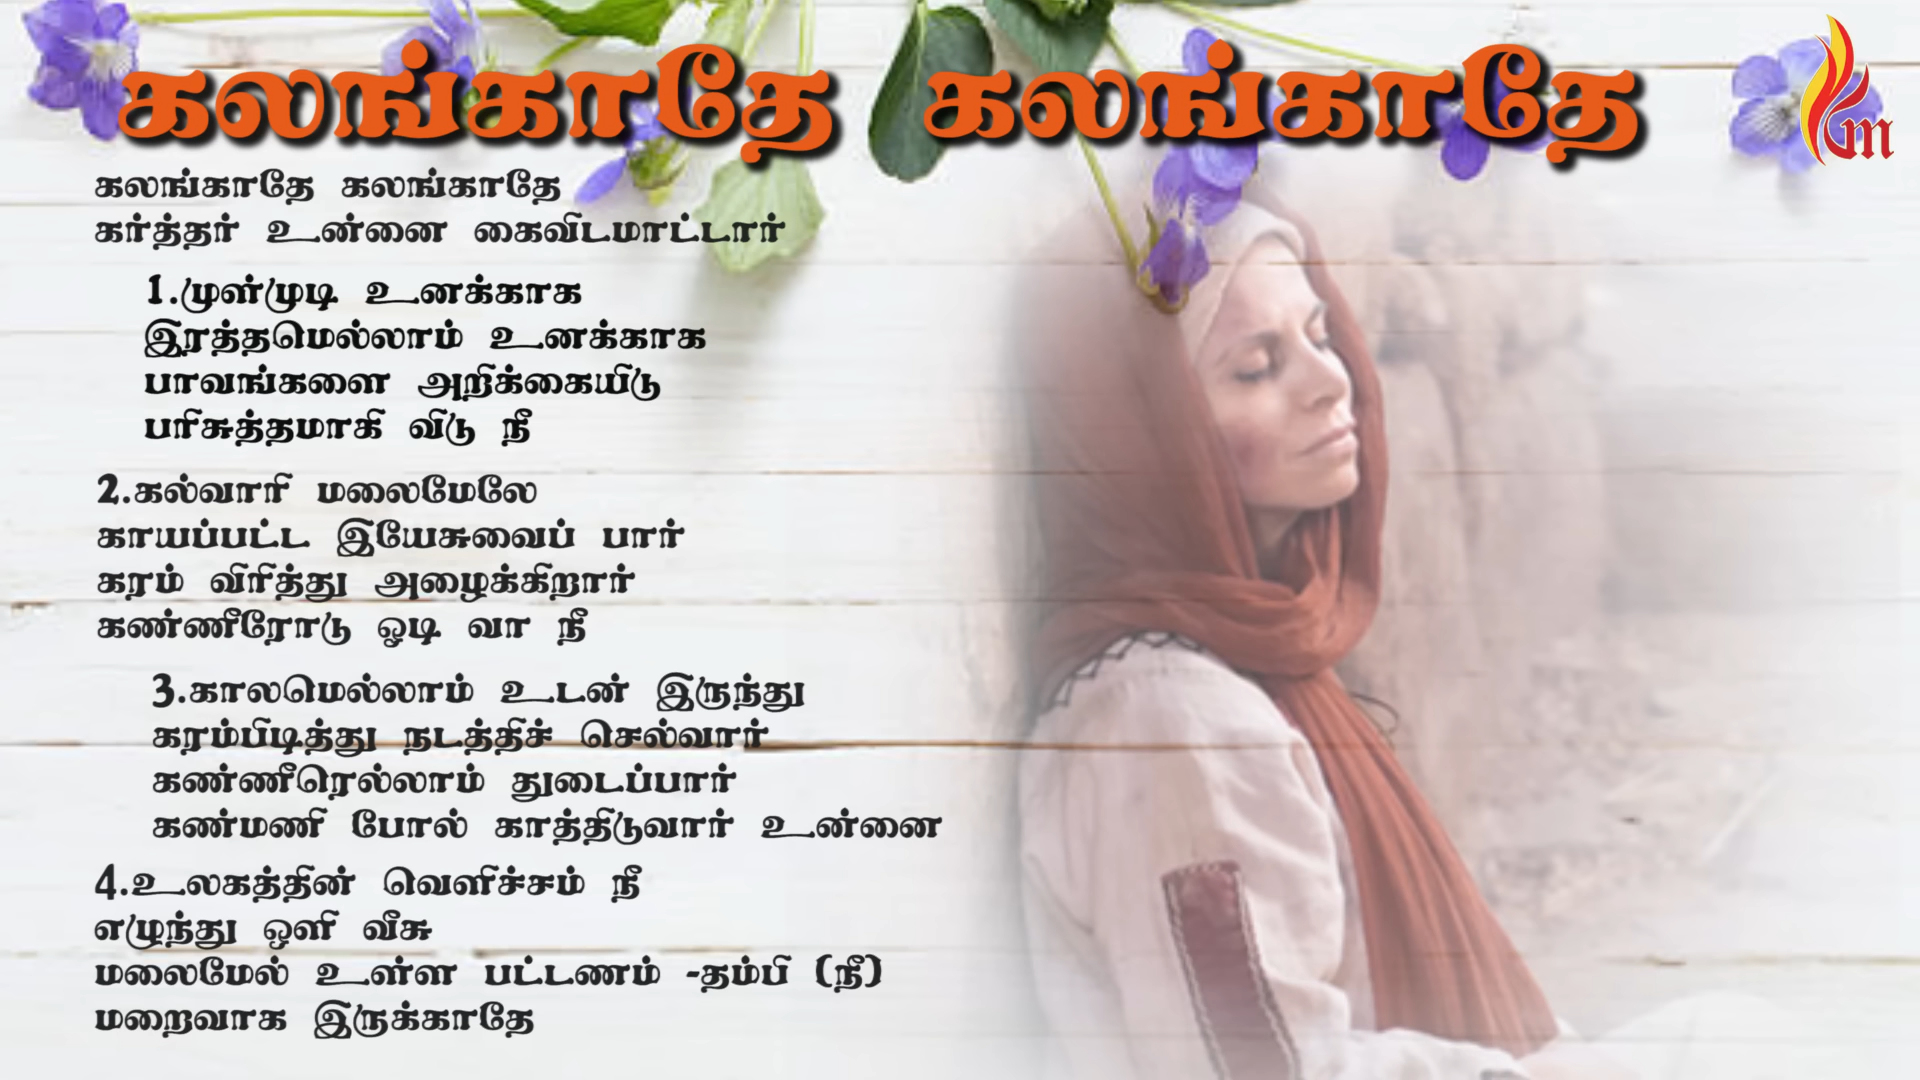 கலங்காதே கலங்காதே
கலங்காதே கலங்காதே
கர்த்தர் உன்னை கைவிடமாட்டார்
1.முள்முடி உனக்காக
இரத்தமெல்லாம் உனக்காக
பாவங்களை அறிக்கையிடு
பரிசுத்தமாகி விடு நீ
2.கல்வாரி மலைமேலே
காயப்பட்ட இயேசுவைப் பார்
கரம் விரித்து அழைக்கிறார்
கண்ணீரோடு ஓடி வா நீ
3.காலமெல்லாம் உடன் இருந்து
கரம்பிடித்து நடத்திச் செல்வார்
கண்ணீரெல்லாம் துடைப்பார்
கண்மணி போல் காத்திடுவார் உன்னை
4.உலகத்தின் வெளிச்சம் நீ
எழுந்து ஒளி வீசு
மலைமேல் உள்ள பட்டணம் -தம்பி (நீ)
மறைவாக இருக்காதே